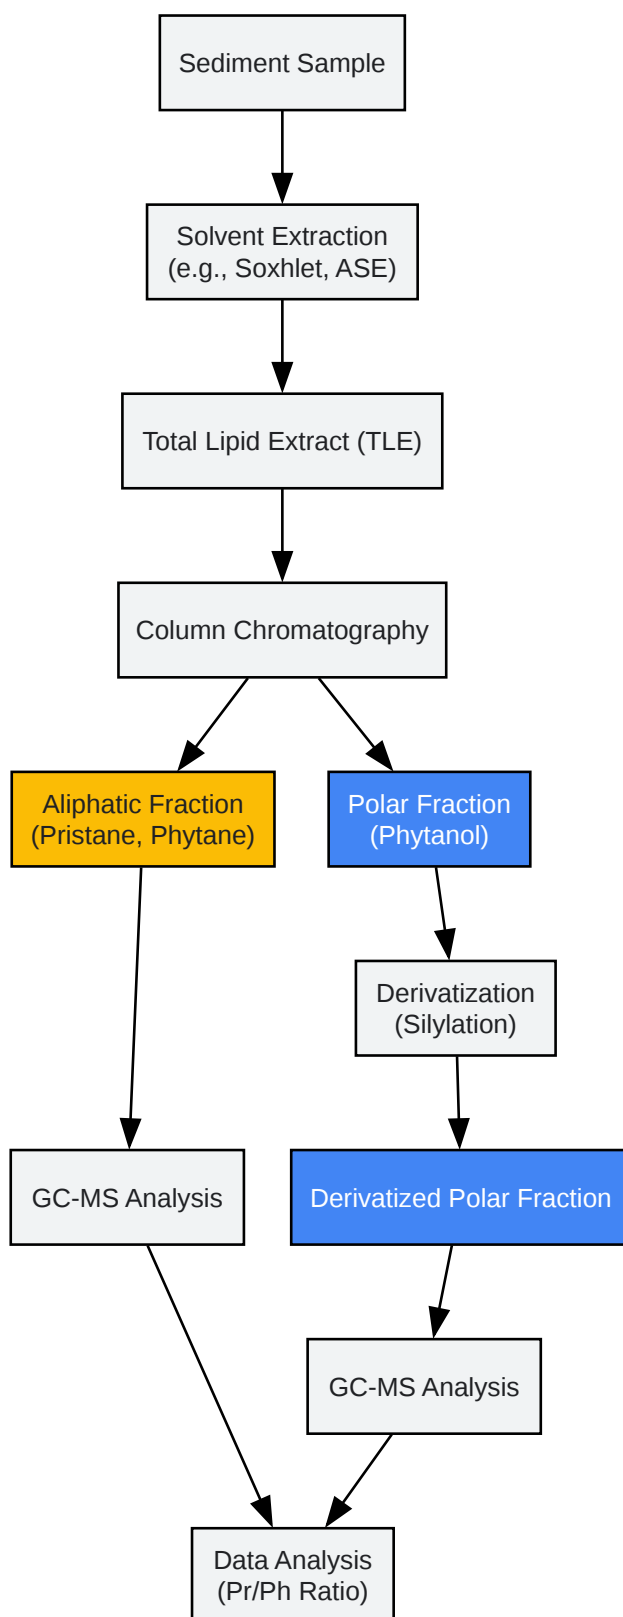 Sediment Sample
Solvent Extraction
(e.g., Soxhlet, ASE)
Total Lipid Extract (TLE)
Column Chromatography
Aliphatic Fraction
(Pristane, Phytane)
Polar Fraction
(Phytanol)
Derivatization
(Silylation)
GC-MS Analysis
Derivatized Polar Fraction
GC-MS Analysis
Data Analysis
(Pr/Ph Ratio)